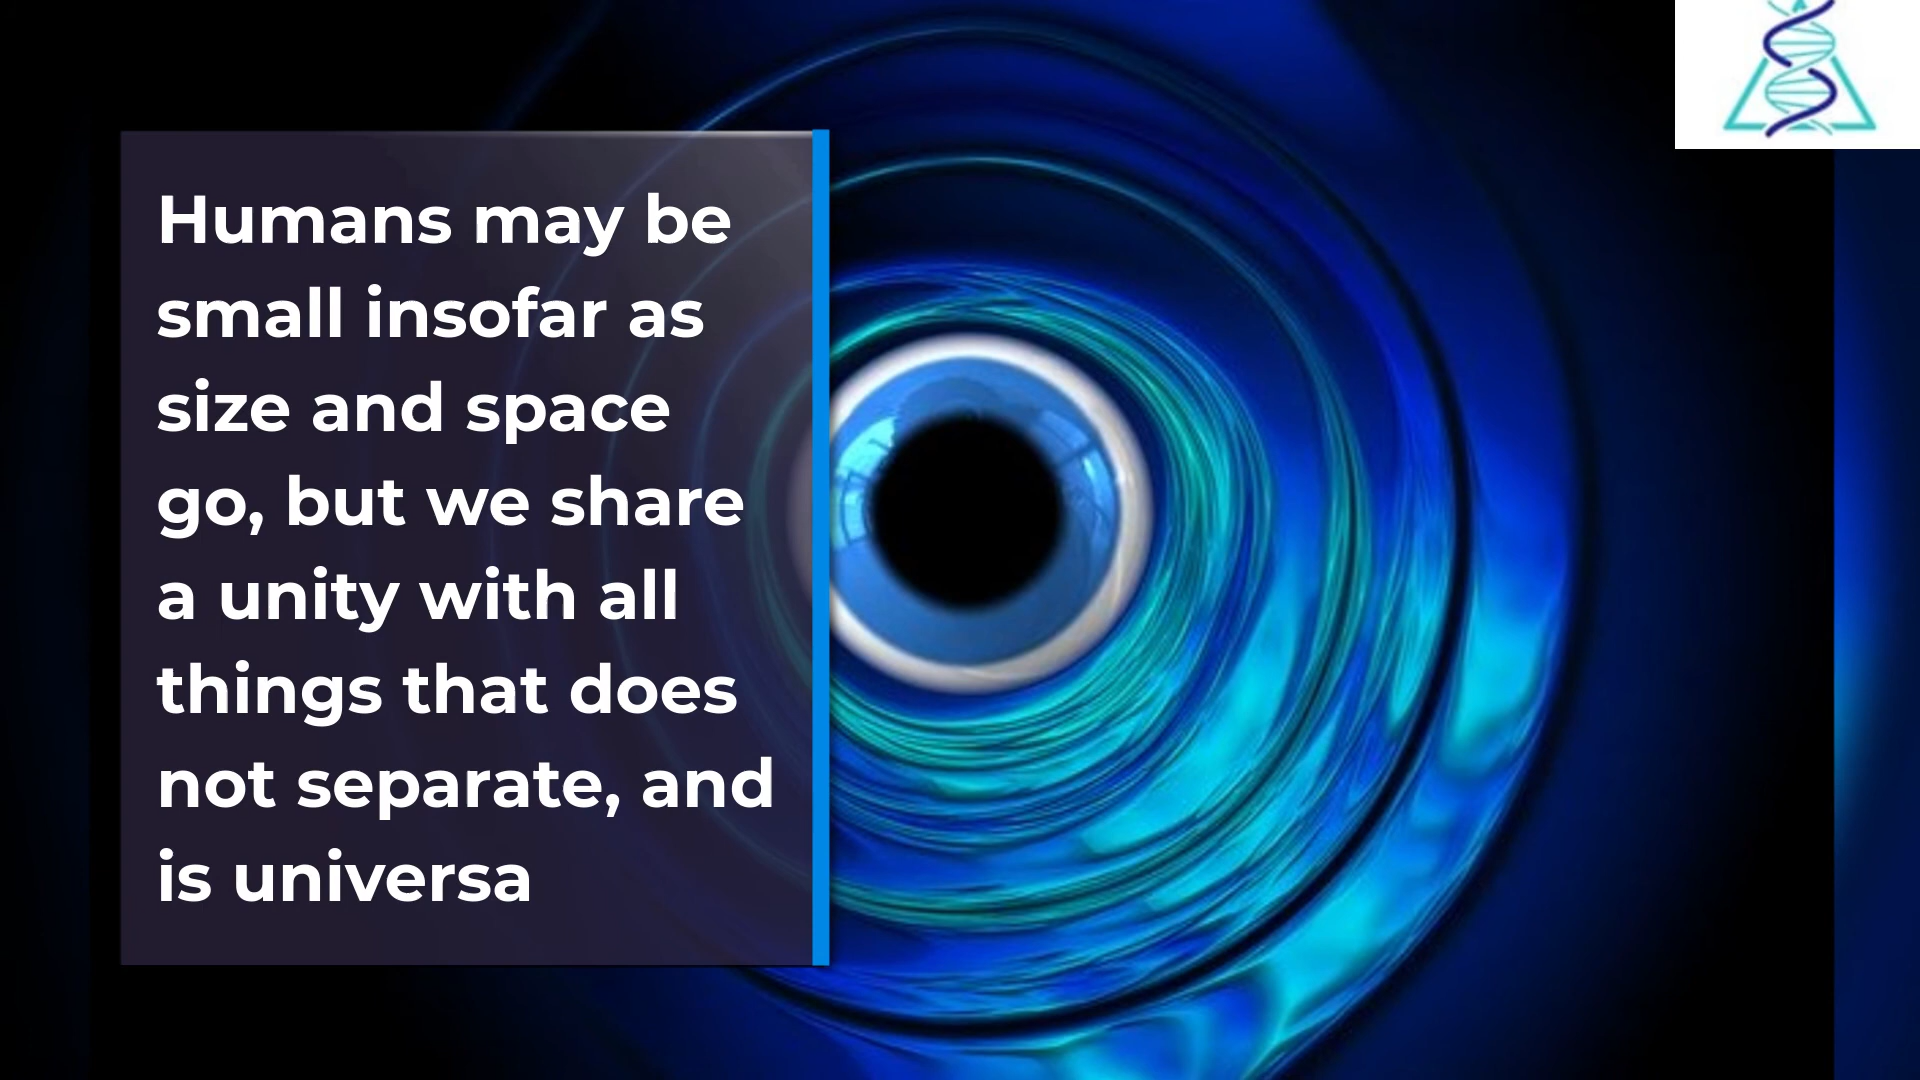 Humans may be
small insofar as
size and space
go, but we share
a unity with all
things that does
not separate, and
is universa